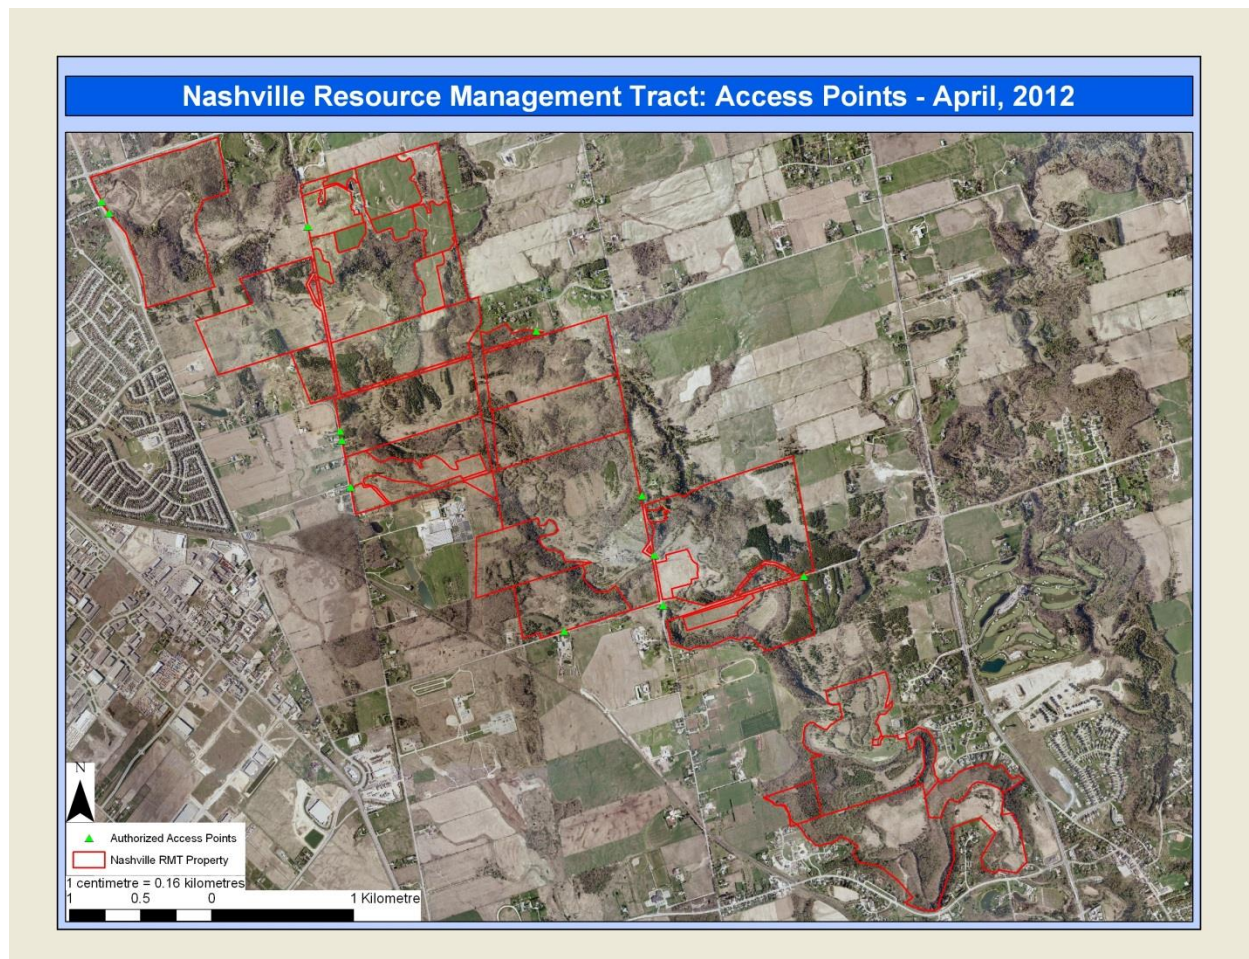 Nashville Resource Management Tract: Access Points - April, 2012
N
Authorized Access Points
Nashville RMT Property
1 centimetre = 0.16 kilometres
1 0.5 0 1 Kilometre